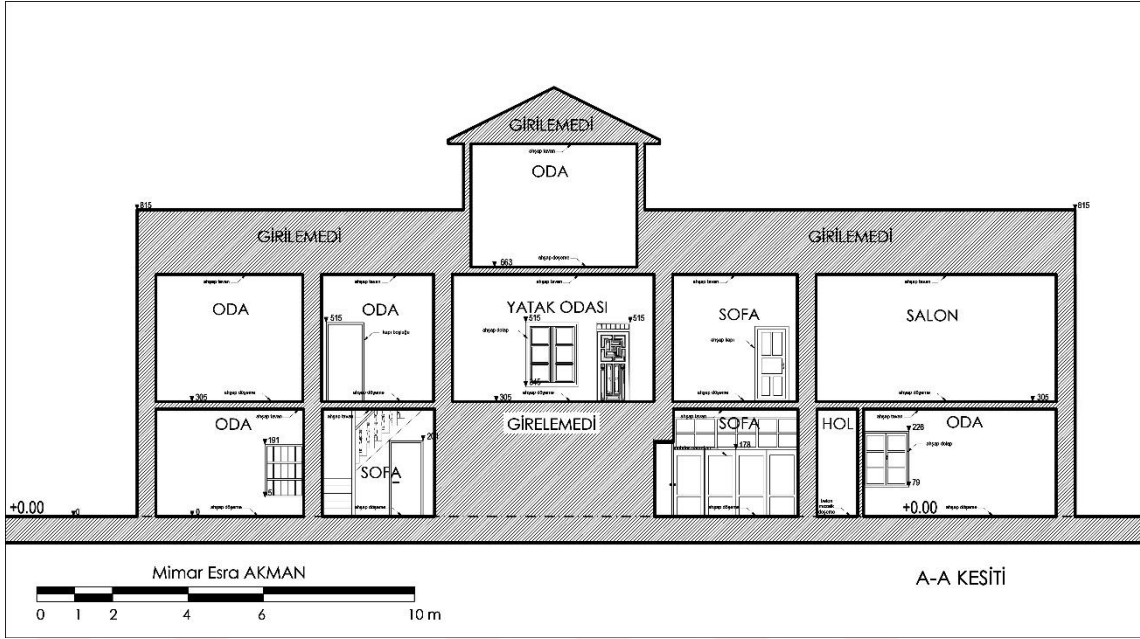 GİRİLEMEDİ
ahşap tavan
ODA
815
815
GİRİLEMEDİ
GİRİLEMEDİ
663
ahşap döşeme
ahşap tavan
ahşap tavan
ahşap tavan
ahşap tavan
ahşap tavan
ODA
ODA
YATAK ODASI
SOFA
SALON
515
515
515
kapı boşluğu
ahşap dolap
ahşap kapı
345
ahşap döşeme
ahşap döşeme
ahşap döşeme
ahşap döşeme
ahşap döşeme
305
305
305
ahşap tavan
ahşap tavan
ahşap tavan
ahşap tavan
ODA
GİRELEMEDİ
SOFA
HOL
ODA
191
201
178
226
ahşap dolap
SOFA
51
79
+0.00
0
0
ahşap döşeme
ahşap döşeme
ahşap döşeme
beton
mozaik
döşeme
+0.00
ahşap döşeme
Mimar Esra AKMAN
A-A KESİTİ
0 1 2 4 6 10 m